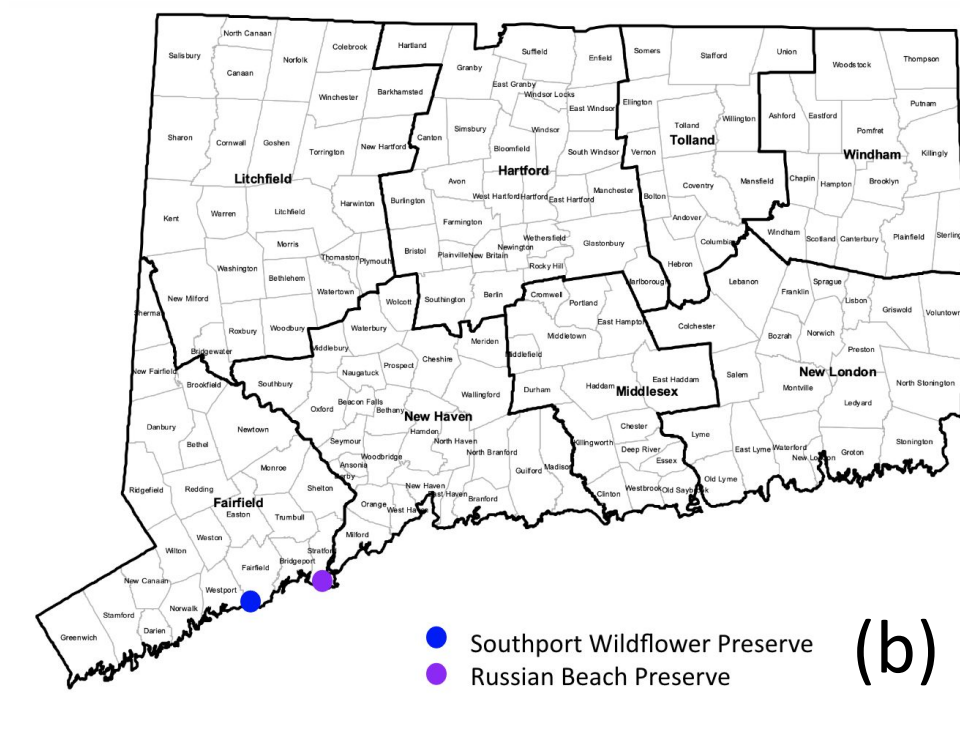 North Canaan
Colebrook
Hartland
Suffield
Enfield
Somers
Stafford
Union
Salisbury
Canaan
Norfolk
Granby
Woodstock
Thompson
East Granby
Windsor Locks
Winchester
Barkhamsted
East Windsor
Ellington
Putnam
Simsbury
Windsor
Tolland
Willington
Ashford
Eastford
Pomfret
Sharon
Cornwall
Goshen
Torrington
New Hartford
Canton
Bloomfield
South Windsor
Vernon
Tolland
Windham
Killingly
Litchfield
Avon
Hartford
Manchester
Coventry
Mansfield
Chaplin
Hampton
Brooklyn
Kent
Warren
Litchfield
Harwinton
Burlington
West Hartford
Hartford
East Hartford
Bolton
Farmington
Andover
Windham
Scotland
Canterbury
Plainfield
Sterling
Morris
Bristol
Plainville
New Britain
Newington
Wethersfield
Glastonbury
Columbia
Thomaston
Plymouth
Washington
Bethlehem
Watertown
Rocky Hill
Hebron
Marlborough
Lebanon
Franklin
Sprague
Lisbon
Griswold
Voluntown
Sherman
New Milford
Wolcott
Southington
Berlin
Cromwell
Portland
Roxbury
Woodbury
Waterbury
East Hampton
Colchester
Bozrah
Norwich
Preston
Bridgewater
Middlebury
Meriden
Middlefield
Middletown
New Fairfield
Brookfield
Southbury
Naugatuck
Prospect
Cheshire
Salem
New London
Montville
North Stonington
Oxford
Beacon Falls
Bethany
Wallingford
Durham
Haddam
East Haddam
Middlesex
Ledyard
Danbury
Bethel
Newtown
New Haven
Hamden
Seymour
North Haven
Killingworth
Chester
Deep River
Lyme
East Lyme
Waterford
New London
Groton
Stonington
Monroe
Woodbridge
Ansonia
Derby
North Branford
Guilford
Madison
Essex
Ridgefield
Redding
Shelton
New Haven
East Haven
Branford
Clinton
Westbrook
Old Saybrook
Old Lyme
Fairfield
Easton
Trumbull
Orange
West Haven
Milford
Wilton
Weston
Stratford
Bridgeport
Fairfield
New Canaan
Westport
Norwalk
Stamford
Darien
Greenwich
Southport Wildflower Preserve
Russian Beach Preserve
(b)